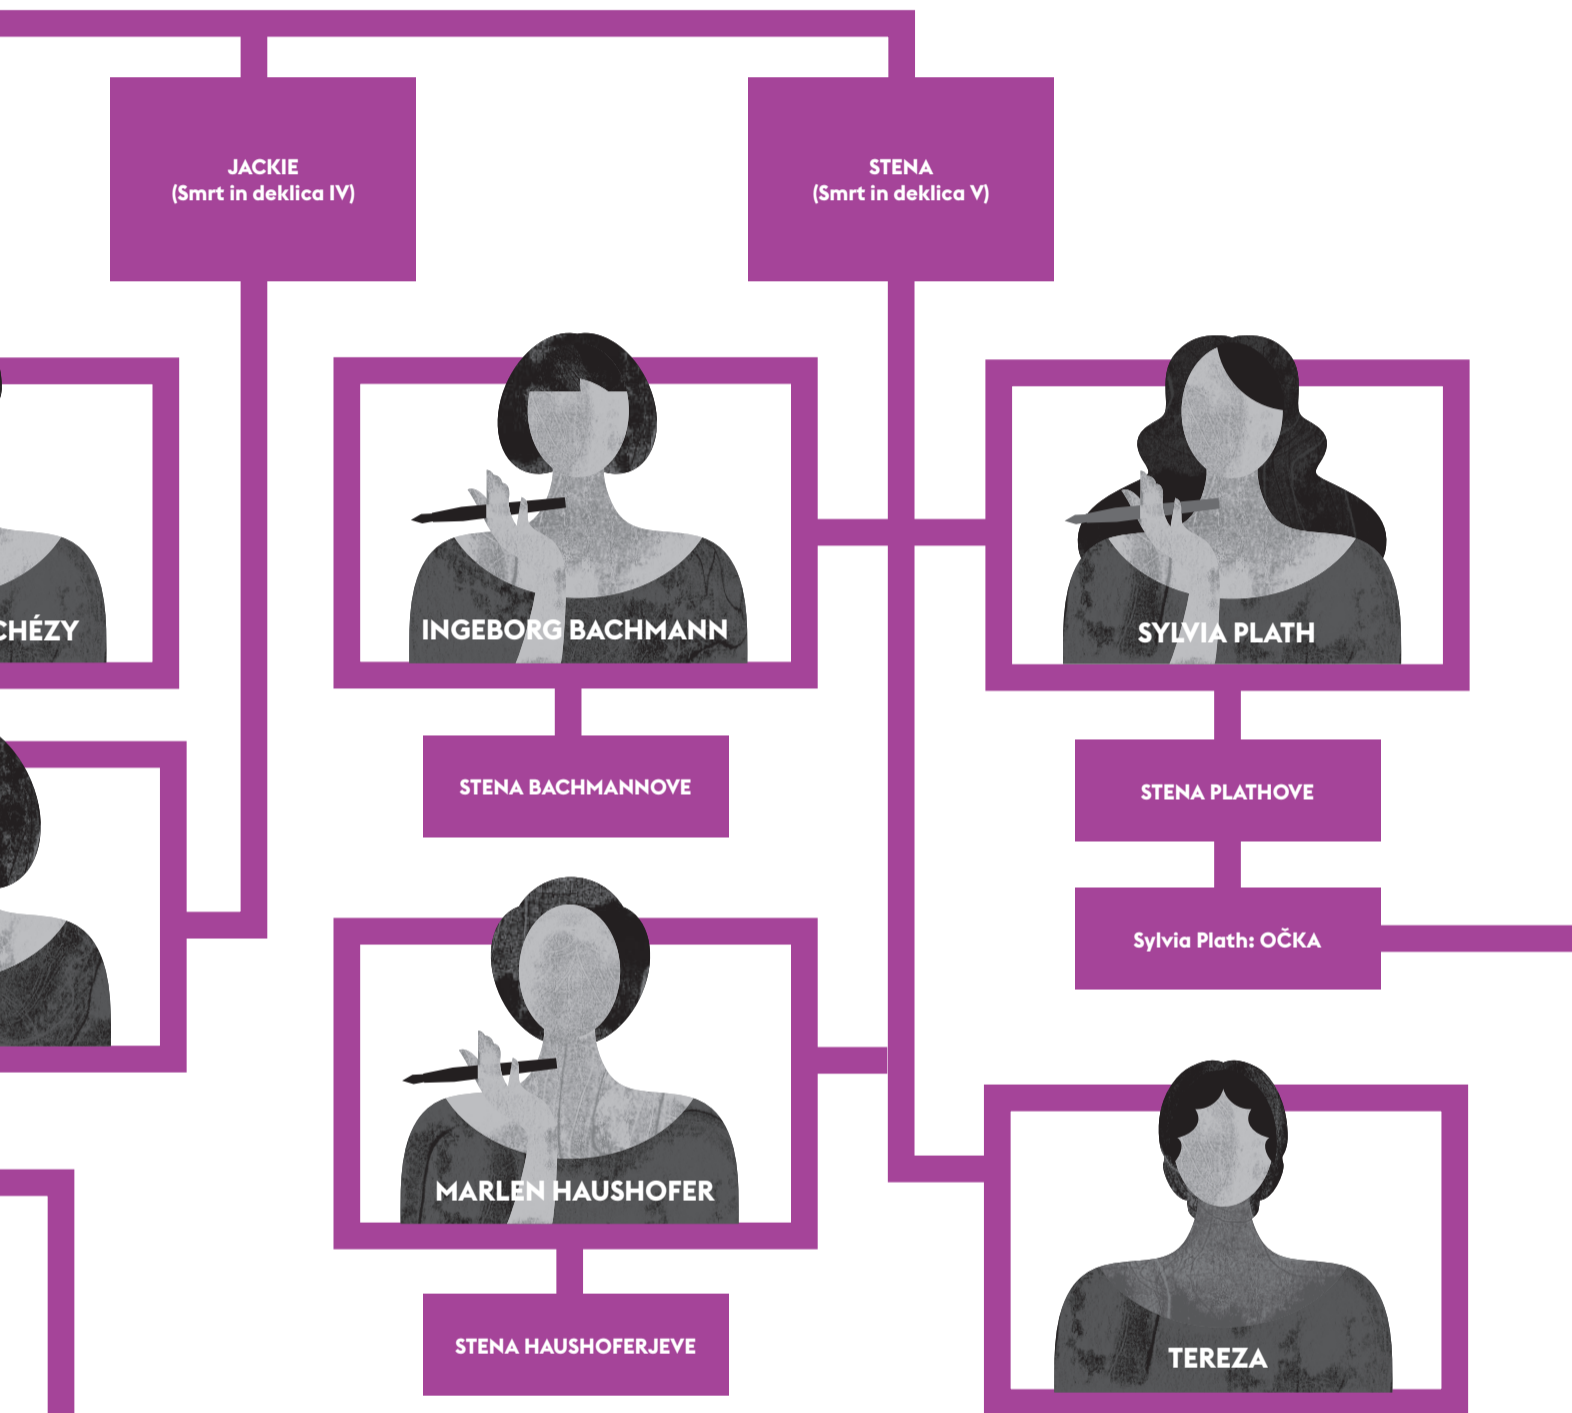 JACKIE
(Smrt in deklica IV)
STENA
(Smrt in deklica V)
CHÉZY
INGEBORG BACHMANN
SYLVIA PLATH
STENA BACHMANNOVE
STENA PLATHOVE
Sylvia Plath: OČKA
MARLEN HAUSHOFER
STENA HAUSHOFERJEVE
TEREZA